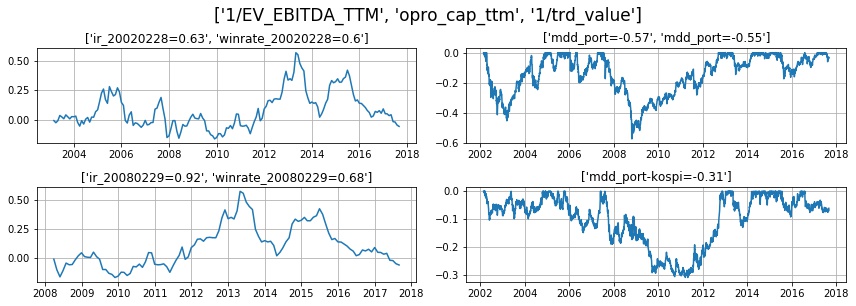 ['1/EV_EBITDA_TTM', 'opro_cap_ttm', '1/trd_value']
['ir_20020228=0.63', 'winrate_20020228=0.6']
0.50
0.25
0.00
2004 2006 2008 2010 2012 2014 2016 2018
['mdd_port=-0.57', 'mdd_port=-0.55']
0.0
−0.2
−0.4
−0.6
2002 2004 2006 2008 2010 2012 2014 2016 2018
['ir_20080229=0.92', 'winrate_20080229=0.68']
0.50
0.25
0.00
2008 2009 2010 2011 2012 2013 2014 2015 2016 2017 2018
['mdd_port-kospi=-0.31']
0.0
−0.1
−0.2
−0.3
2002 2004 2006 2008 2010 2012 2014 2016 2018